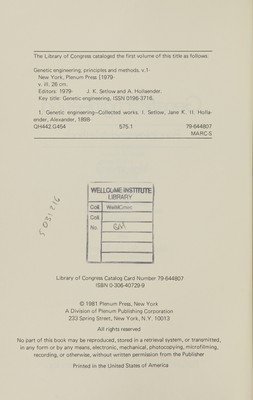 The Library of Congress cataloged the first volume of this title as follows:
Genetic engineering: principles and methods. v.1-
New York, Plenum Press [1979-
v. ill. 26 cm.
Editors: 1979- J. K. Setlow and A. Hollaender.
Key title: Genetic engineering, ISSN 0196-3716.
1. Genetic engineering—Collected works. I. Setlow, Jane K. II. Holla-
ender, Alexander, 1898-
QH442.G454 575.1 79-644807
MARC-S
WELLCOME INSTITUTE
LIBRARY
Coll.
Coll.
No.
QH
Library of Congress Catalog Card Number 79-644807
ISBN 0-306-40729-9
© 1981 Plenum Press, New York
A Division of Plenum Publishing Corporation
233 Spring Street, New York, N.Y. 10013
All rights reserved
No part of this book may be reproduced, stored in a retrieval system, or transmitted,
in any form or by any means, electronic, mechanical, photocopying, microfilming,
recording, or otherwise, without written permission from the Publisher
Printed in the United States of America